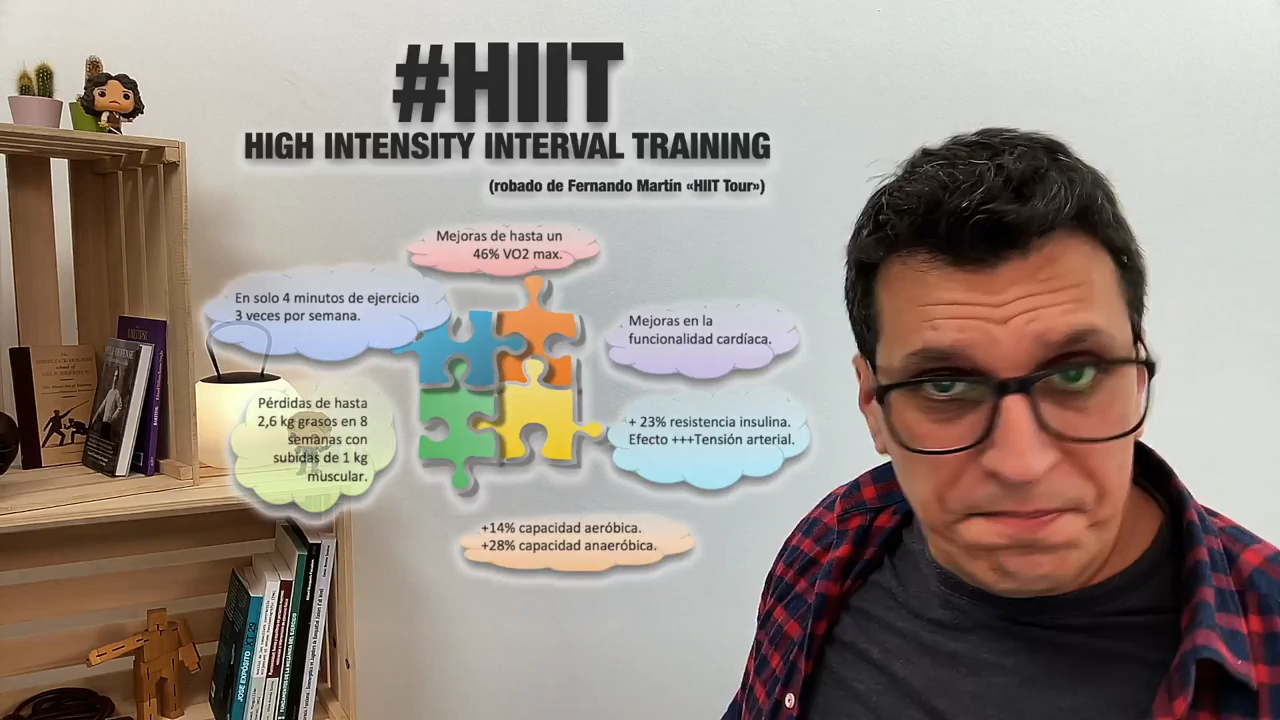 #HIIT
HIGH INTENSITY INTERVAL TRAINING
(robado de Fernando Martín «HIIT Tour»)
Mejoras de hasta un
46% VO2 max.
En solo 4 minutos de ejercicio
3 veces por semana.
Mejoras en la
funcionalidad cardíaca.
Pérdidas de hasta
2,6 kg grasos en 8
semanas con
subidas de 1 kg
muscular.
+ 23% resistencia insulina.
Efecto +++Tensión arterial.
+14% capacidad aeróbica.
+28% capacidad anaeróbica.
JOSE EXPÓSITO